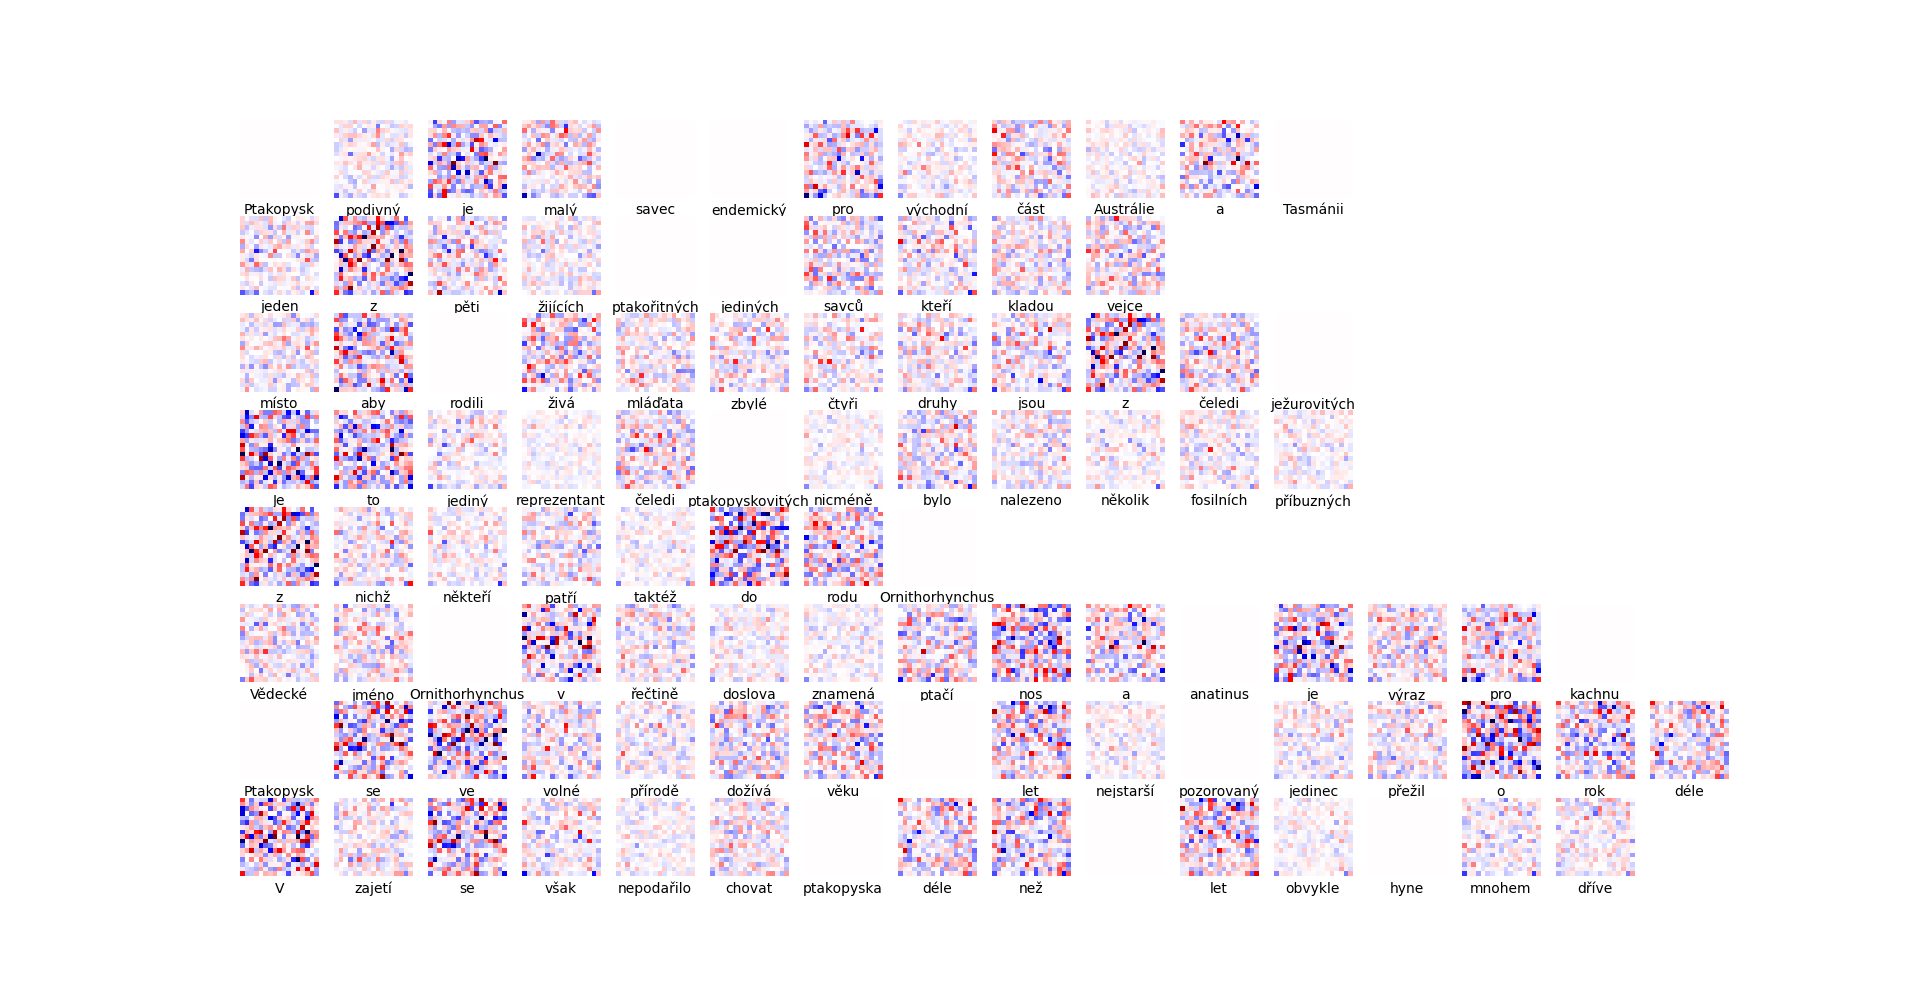 Ptakopysk podivný je malý savec endemický pro východní část Austrálie a Tasmánii
jeden z pěti žijících ptakořitných jediných savců kteří kladou vejce
místo aby rodili živá mláďata zbylé čtyři druhy jsou z čeledi ježurovitých
Je to jediný reprezentant čeledi ptakopyskovitých nicméně bylo nalezeno několik fosilních příbuzných
z nichž někteří patří taktéž do rodu Ornithorhynchus
Vědecké jméno Ornithorhynchus v řečtině doslova znamená ptačí nos a anatinus je výraz pro kachnu
Ptakopysk se ve volné přírodě dožívá věku let nejstarší pozorovaný jedinec přežil o rok déle
V zajetí se však nepodařilo chovat ptakopyska déle než let obvykle hyne mnohem dříve